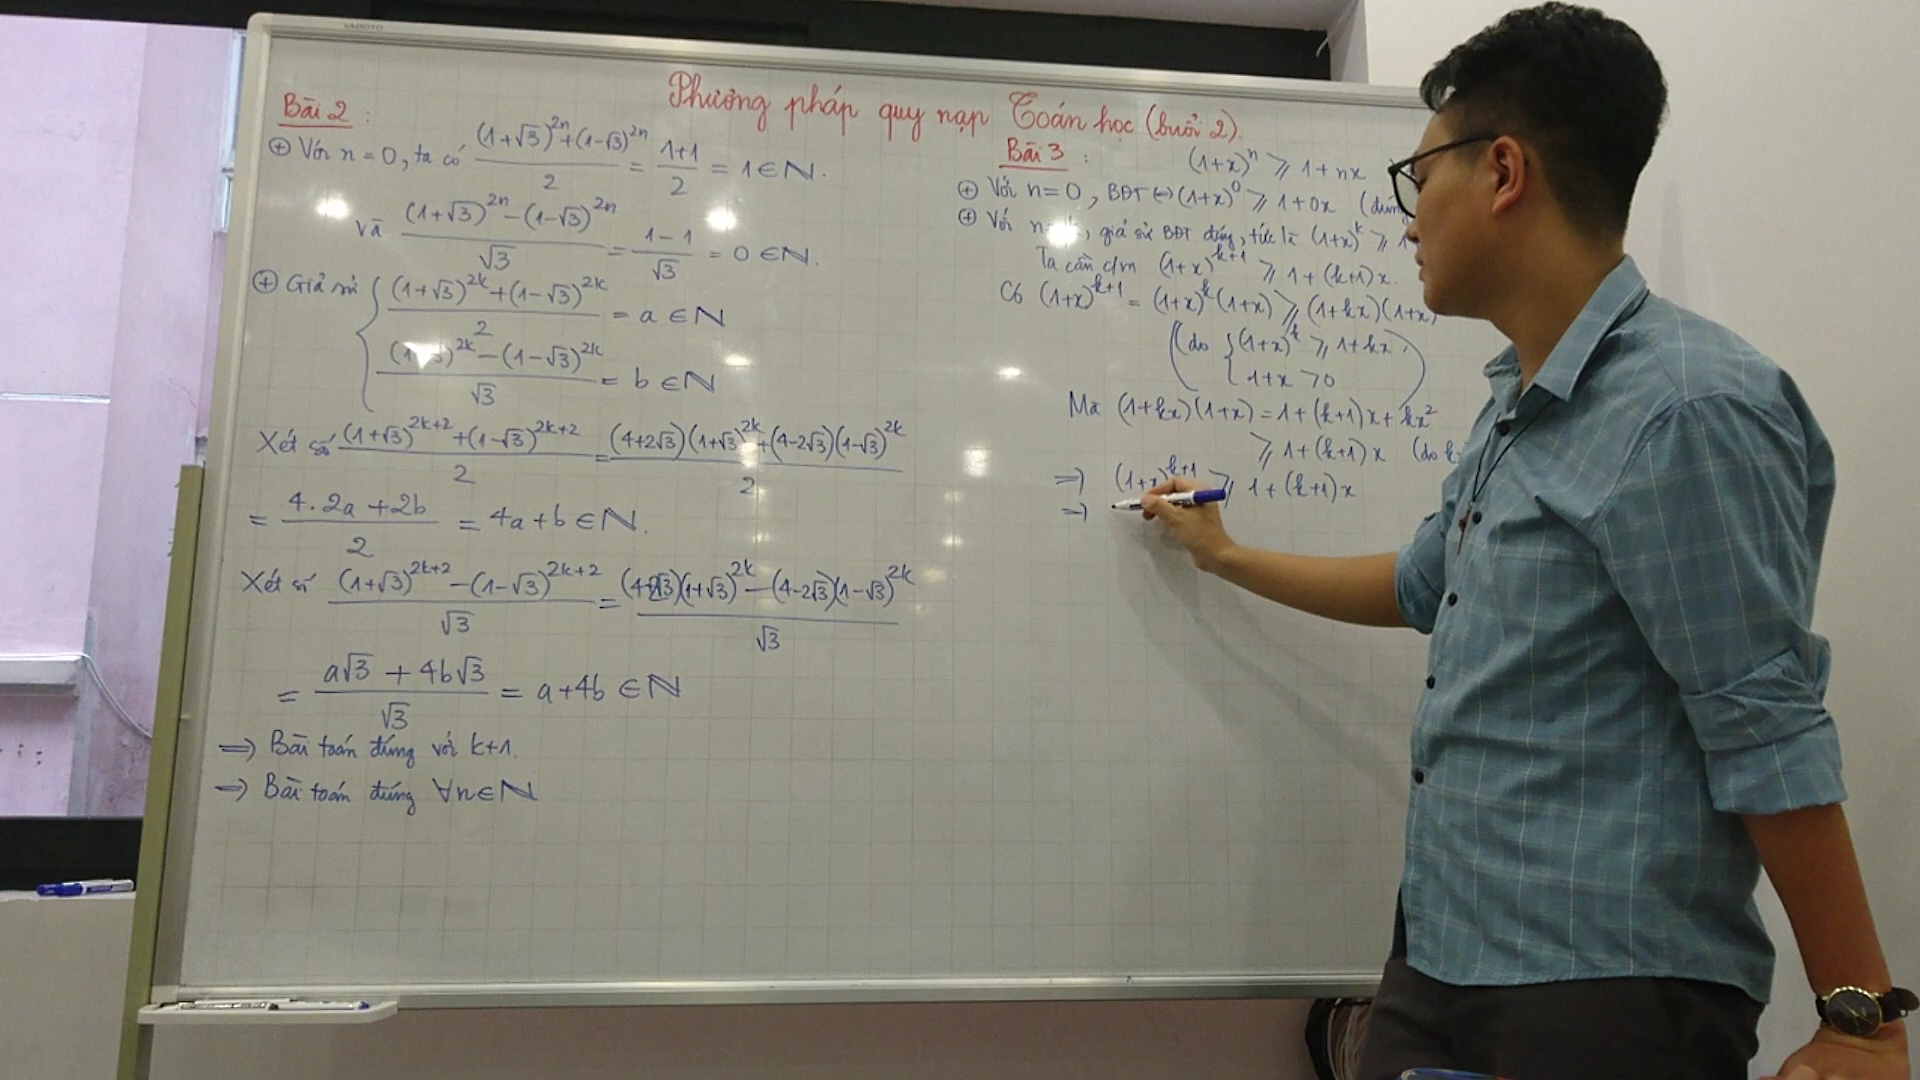 Phương pháp quy nạp Toán học (buổi 2).
Bài 2 :
⊕ Với n = 0, ta có ((1+√3)^2n + (1-√3)^2n)/2 = (1+1)/2 = 1 ∈ N.
và ((1+√3)^2n - (1-√3)^2n)/√3 = (1-1)/√3 = 0 ∈ N.
⊕ Giả sử { ((1+√3)^2k + (1-√3)^2k)/2 = a ∈ N
((1+√3)^2k - (1-√3)^2k)/√3 = b ∈ N
Xét số ((1+√3)^2k+2 + (1-√3)^2k+2)/2 = ((4+2√3)(1+√3)^2k + (4-2√3)(1-√3)^2k)/2
= (4.2a + 2b)/2 = 4a + b ∈ N.
Xét số ((1+√3)^2k+2 - (1-√3)^2k+2)/√3 = ((4+2√3)(1+√3)^2k - (4-2√3)(1-√3)^2k)/√3
= (a√3 + 4b√3)/√3 = a + 4b ∈ N
⇒ Bài toán đúng với k+1.
⇒ Bài toán đúng ∀n ∈ N
Bài 3 :
(1+x)^n ⩾ 1 + nx
⊕ Với n = 0, BĐT ⇔ (1+x)^0 ⩾ 1 + 0x
⊕ Với giả sử BĐT đúng, tức là (1+x)^k ⩾
Ta cần c/m (1+x)^k+1 ⩾ 1 + (k+1)x.
Có (1+x)^k+1 = (1+x)^k (1+x) ⩾ (1+kx)(1+x)
(do { (1+x)^k ⩾ 1+kx
1+x > 0 )
Mà (1+kx)(1+x) = 1 + (k+1)x + kx²
⩾ 1 + (k+1)x (do
⇒ (1+x)^k+1 ⩾ 1 + (k+1)x
⇒